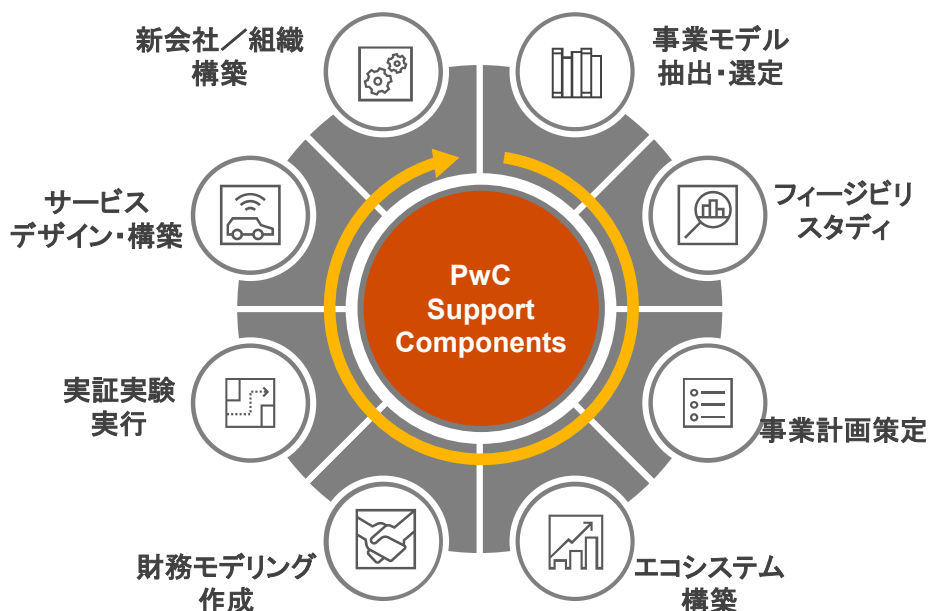 新会社／組織
構築
事業モデル
抽出・選定
サービス
デザイン・構築
フィージビリ
スタディ
PwC
Support
Components
実証実験
実行
事業計画策定
財務モデリング
作成
エコシステム
構築